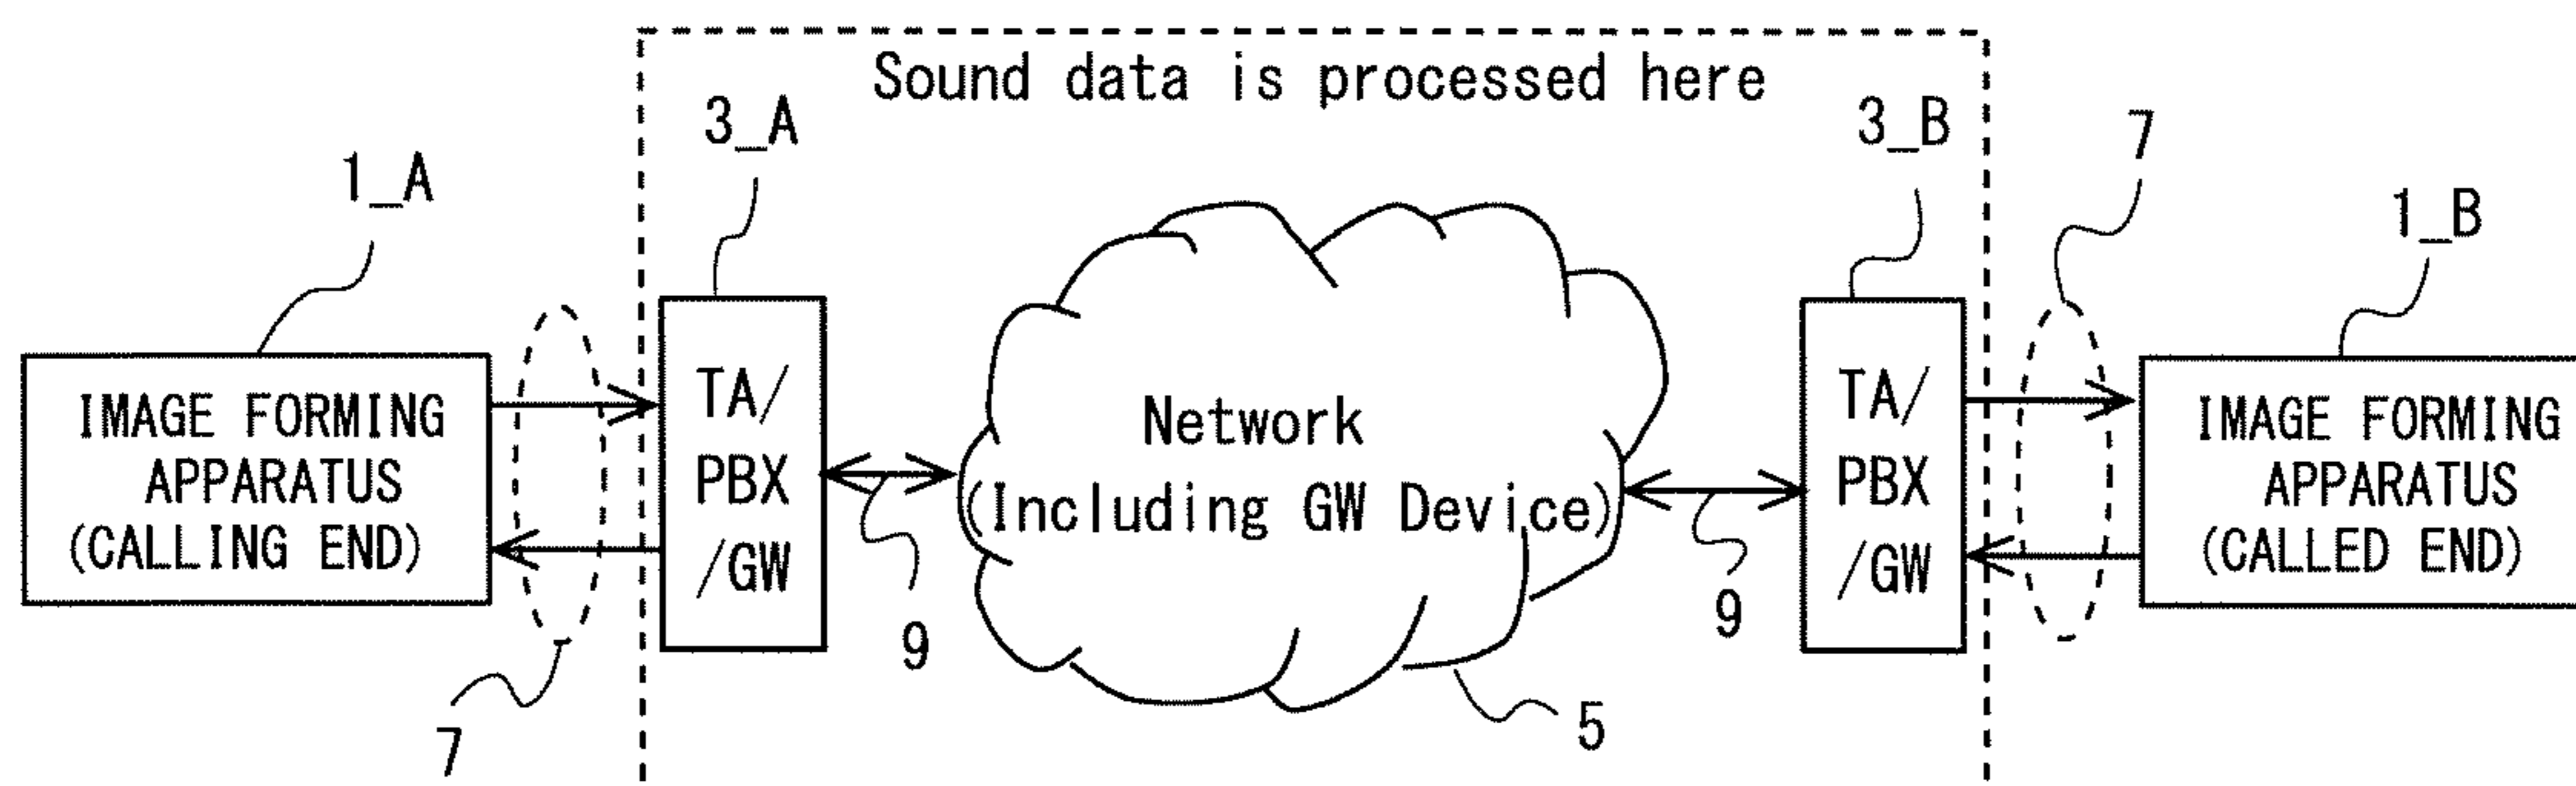 Sound data is processed here
3_A
3_B
7
1_A
1_B
IMAGE FORMING
APPARATUS
(CALLING END)
TA/
PBX
/GW
Network
(Including GW Device)
TA/
PBX
/GW
IMAGE FORMING
APPARATUS
(CALLED END)
9
9
7
5